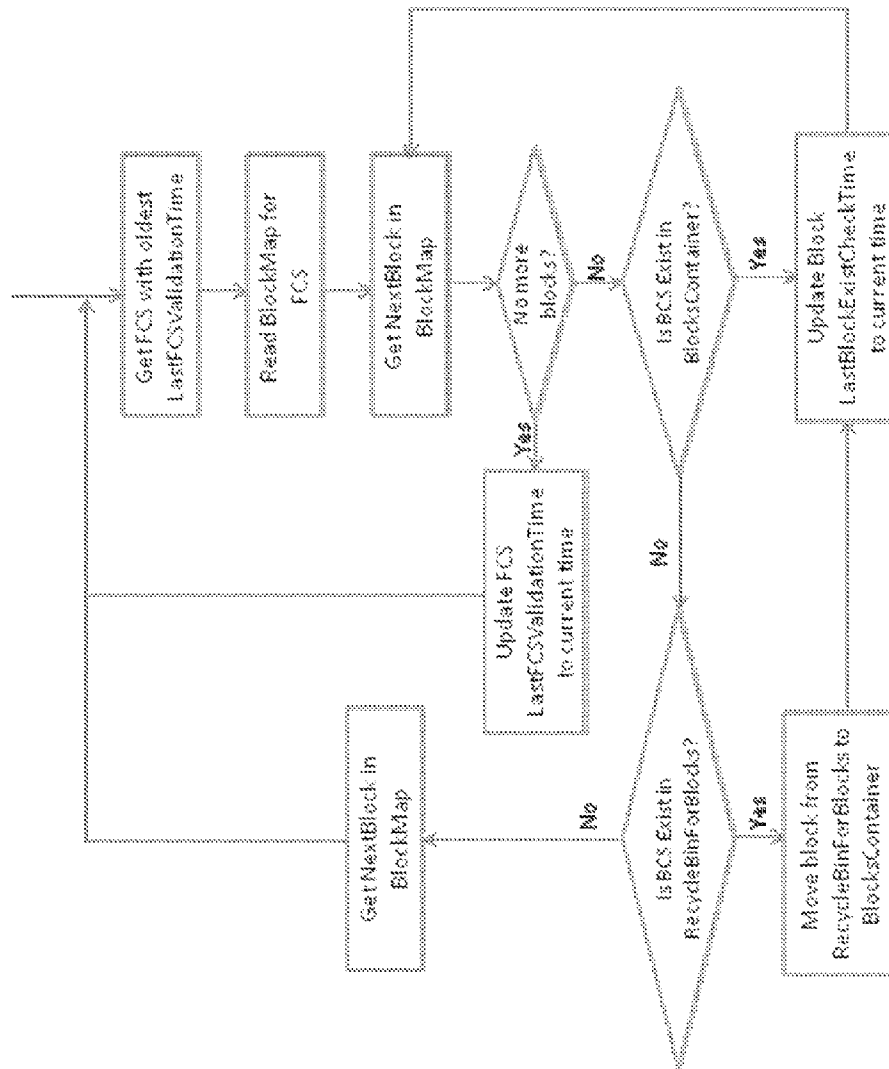 Get FCS with oldest
LastFCSValidationTime
Read BlockMap for
FCS
Get NextBlock in
BlockMap
No more
blocks?
Yes
No
Update FCS
LastFCSValidationTime
to current time
Is BCS Exist in
BlocksContainer?
Yes
No
Update Block
LastBlockExistCheckTime
to current time
Is BCS Exist in
RecycleBinForBlocks?
No
Yes
Get NextBlock in
BlockMap
Move block from
RecycleBinForBlocks to
BlocksContainer